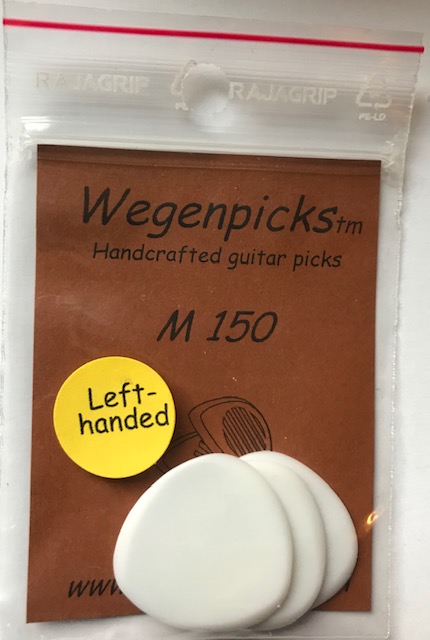 RAJAGRIP RAJAGRIP
PE-LD
Wegenpicks™
Handcrafted guitar picks
M 150
Left-
handed